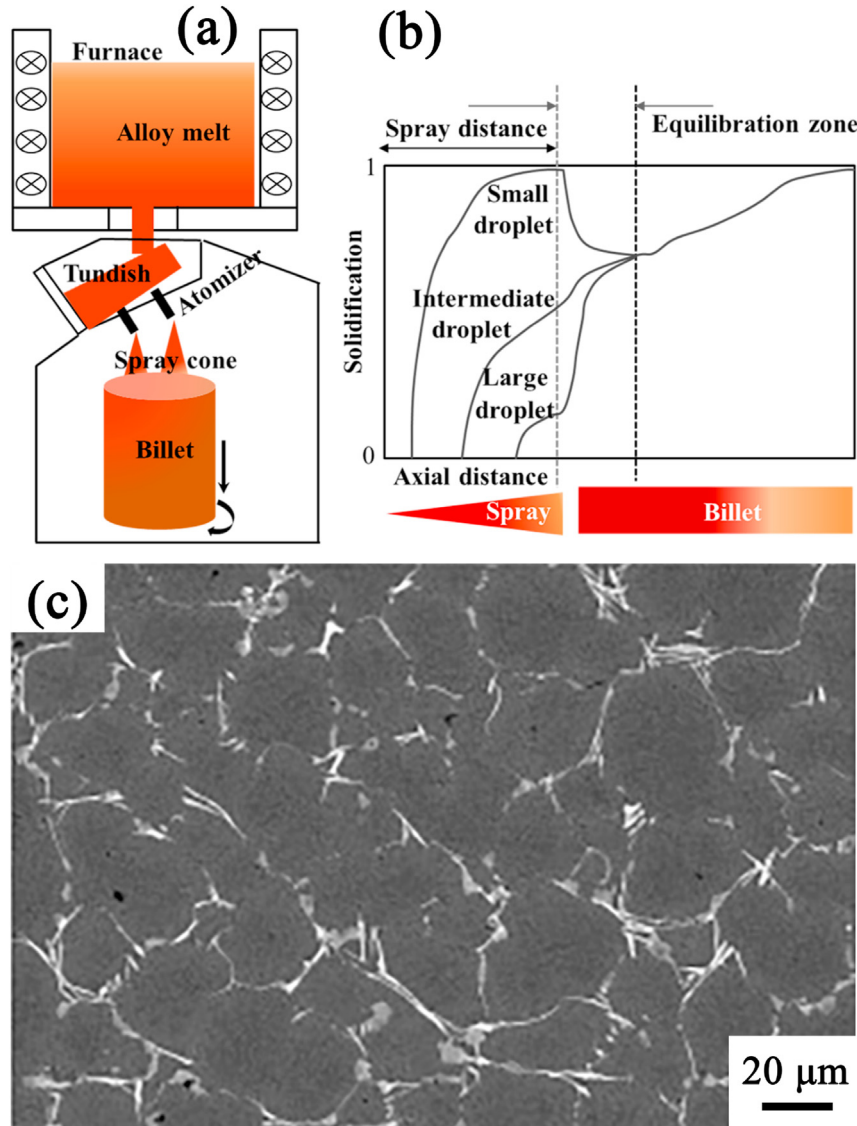 (a)
Furnace
Alloy melt
Tundish
Atomizer
Spray cone
Billet
(b)
Spray distance
Equilibration zone
1
Small
droplet
Intermediate
droplet
Large
droplet
Solidification
0
Axial distance
Spray
Billet
(c)
20 μm